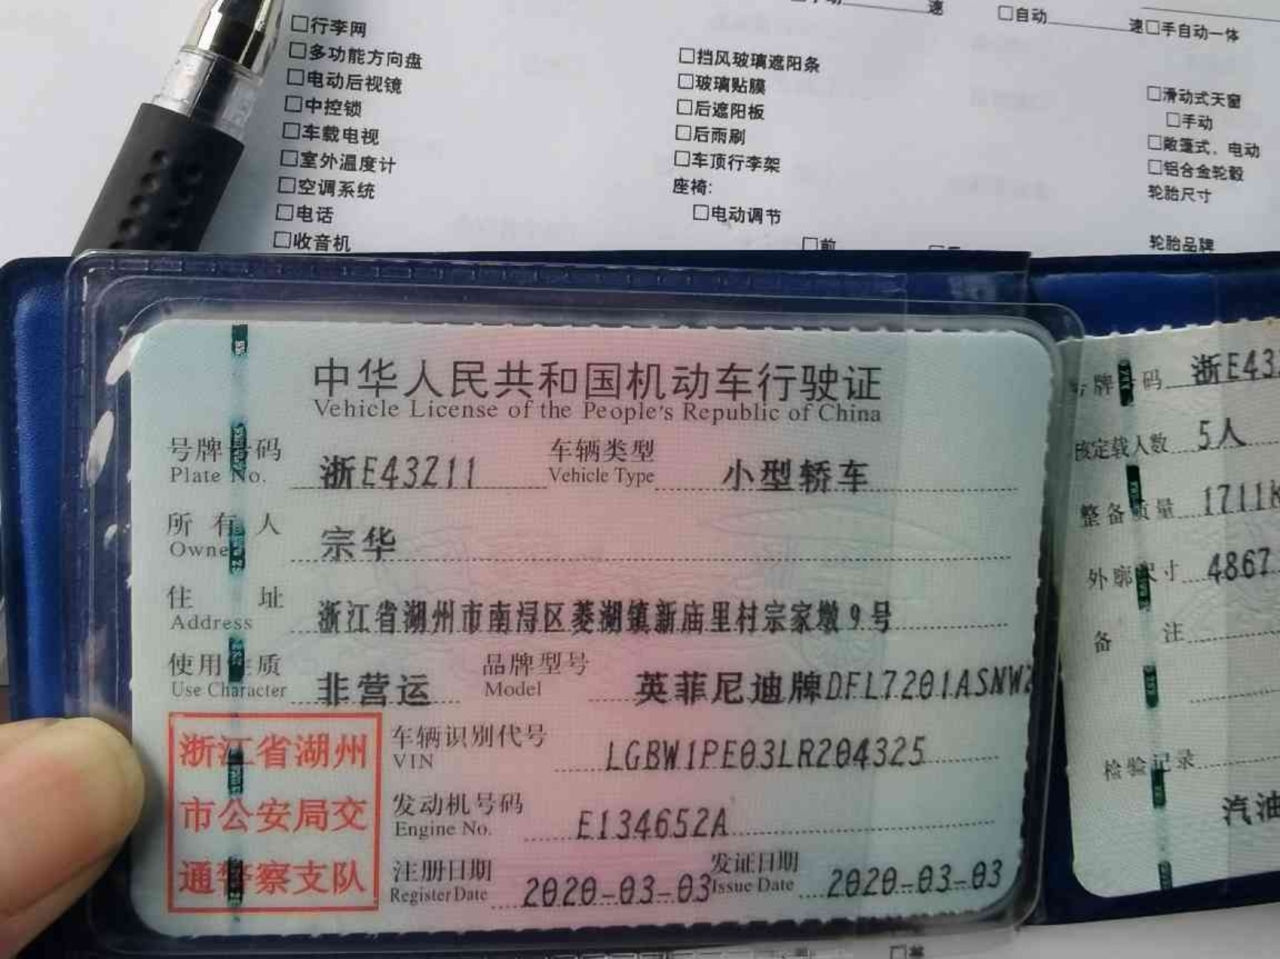 速 □自动 速□手自动一体
□行李网
□多功能方向盘
□电动后视镜
□中控锁
□车载电视
□室外温度计
□空调系统
□电话
□收音机
□挡风玻璃遮阳条
□玻璃贴膜
□后遮阳板
□后雨刷
□车顶行李架
座椅:
□电动调节
□前
□滑动式天窗
□手动
□敞篷式、电动
□铝合金轮毂
轮胎尺寸
轮胎品牌
中华人民共和国机动车行驶证
Vehicle License of the People's Republic of China
号牌号码 浙E43Z11 车辆类型 小型轿车
Plate No. Vehicle Type
所有人 宗华
Owner
住址 浙江省湖州市南浔区菱湖镇新庙里村宗家墩9号
Address
使用性质 非营运 品牌型号 英菲尼迪牌DFL7201ASNW2
Use Character Model
浙江省湖州
市公安局交
通警察支队
车辆识别代号 LGBW1PE03LR204325
VIN
发动机号码 E134652A
Engine No.
注册日期 2020-03-03 发证日期 2020-03-03
Register Date Issue Date
号牌号码 浙E43
核定载人数 5人
整备质量 1711k
外廓尺寸 4867
备注
检验记录
汽油